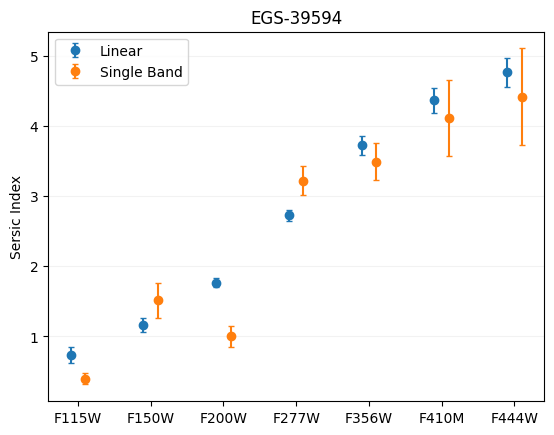 EGS-39594
Linear
Single Band
Sersic Index
5
4
3
2
1
F115W F150W F200W F277W F356W F410M F444W